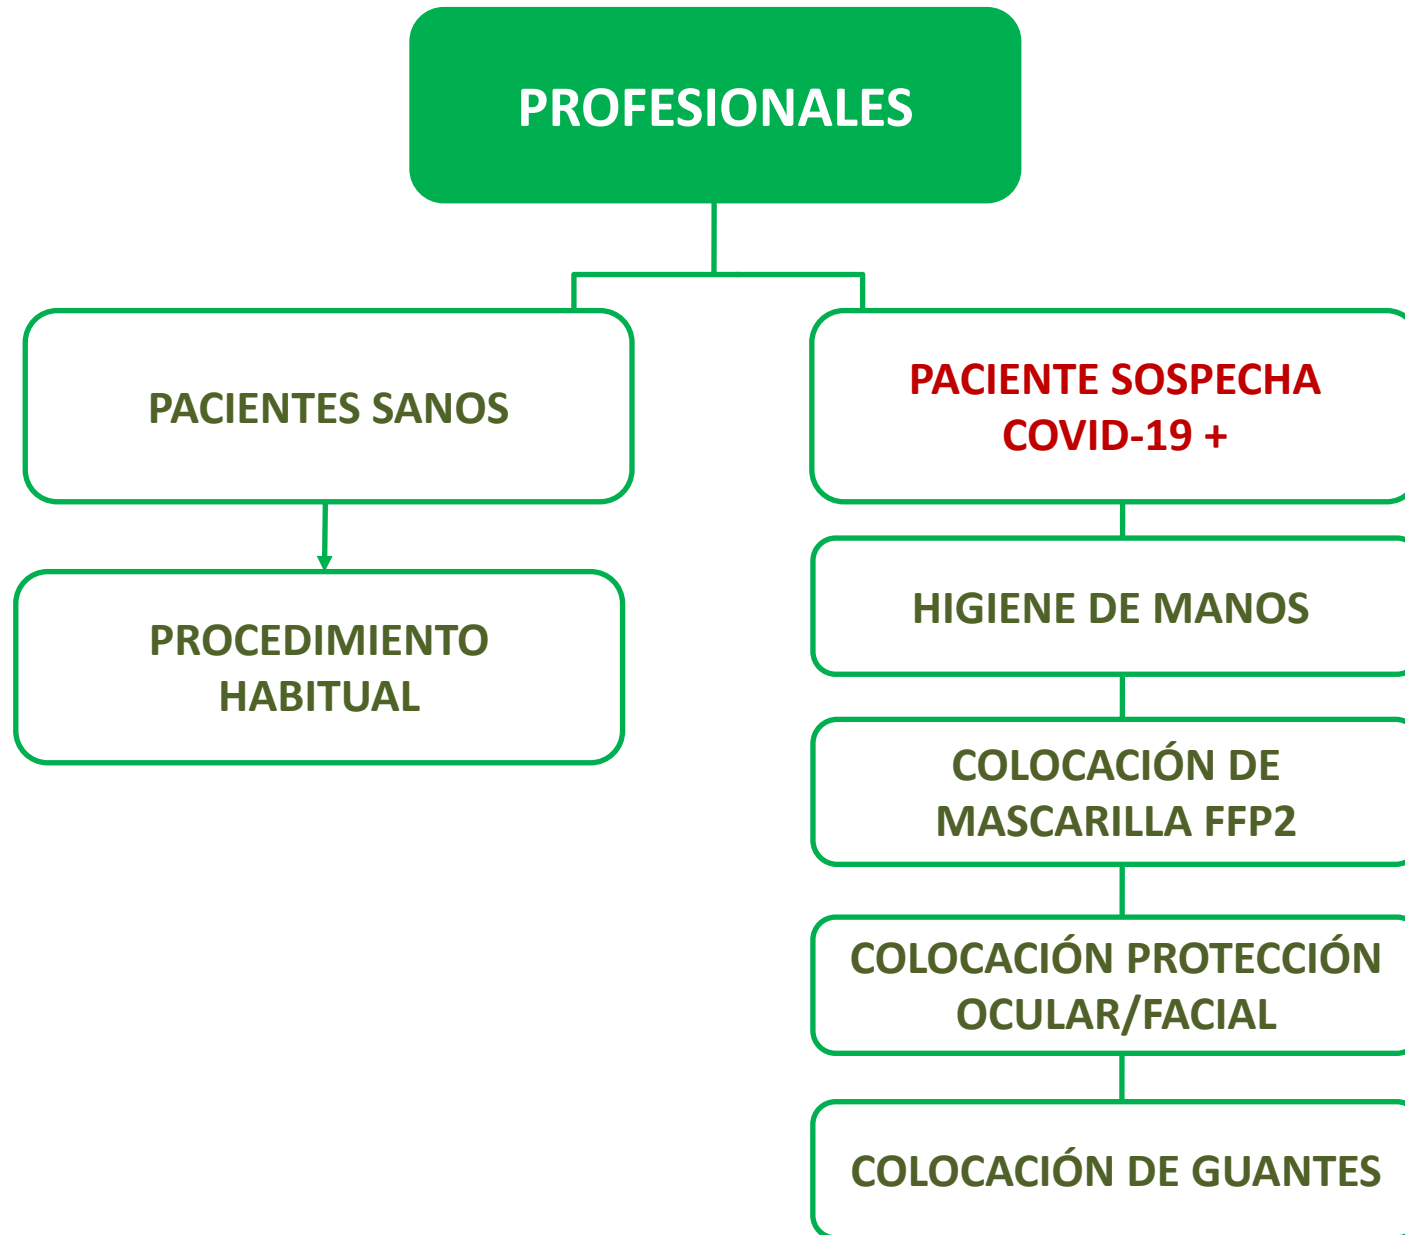 PROFESIONALES
PACIENTES SANOS
PROCEDIMIENTO
HABITUAL
PACIENTE SOSPECHA
COVID-19 +
HIGIENE DE MANOS
COLOCACIÓN DE
MASCARILLA FFP2
COLOCACIÓN PROTECCIÓN
OCULAR/FACIAL
COLOCACIÓN DE GUANTES